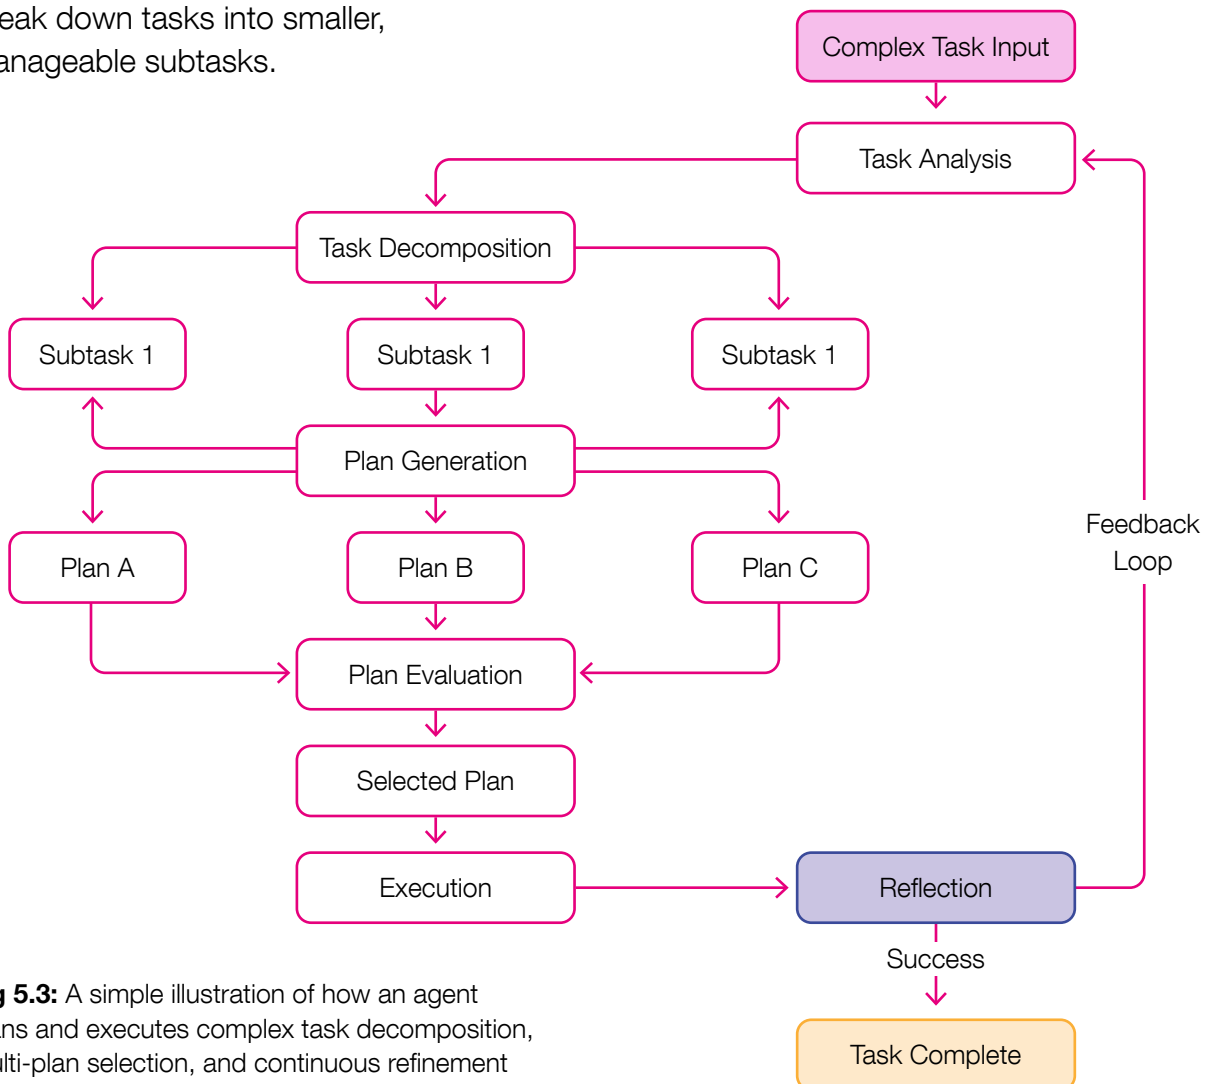 eak down tasks into smaller,
anageable subtasks.
Complex Task Input
Task Analysis
Task Decomposition
Subtask 1
Subtask 1
Subtask 1
Plan Generation
Plan A
Plan B
Plan C
Feedback
Loop
Plan Evaluation
Selected Plan
Execution
Reflection
Success
Task Complete
g 5.3: A simple illustration of how an agent
ans and executes complex task decomposition,
ulti-plan selection, and continuous refinement